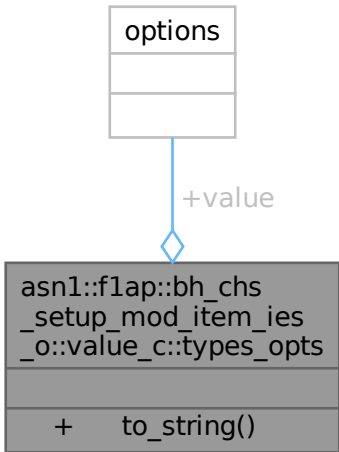 options
+value
asn1::f1ap::bh_chs
_setup_mod_item_ies
_o::value_c::types_opts
+ to_string()